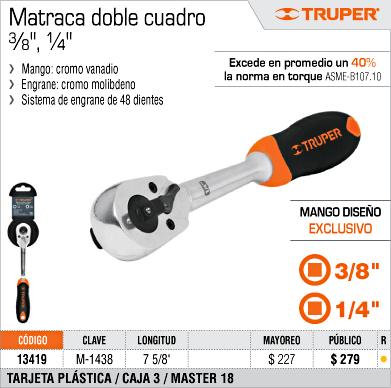 Matraca doble cuadro
3/8", 1/4"
TRUPER®
Mango: cromo vanadio
Engrane: cromo molibdeno
Sistema de engrane de 48 dientes
Excede en promedio un 40%
la norma en torque ASME-B107.10
TRUPER
MANGO DISEÑO
EXCLUSIVO
3/8"
1/4"
CÓDIGO CLAVE LONGITUD MAYOREO PÚBLICO R
13419 M-1438 7 5/8" $ 227 $ 279
TARJETA PLÁSTICA / CAJA 3 / MASTER 18